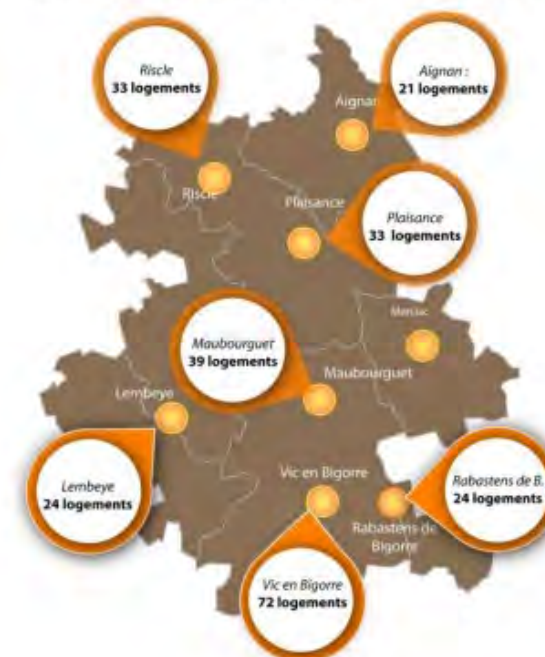 Riscle
33 logements
Aignan :
21 logements
Aignan
Riscle
Plaisance
Plaisance
33 logements
Marciac
Maubourguet
39 logements
Maubourguet
Lembeye
Lembeye
24 logements
Vic en Bigorre
Rabastens de B.
24 logements
Rabastens de
Bigorre
Vic en Bigorre
72 logements